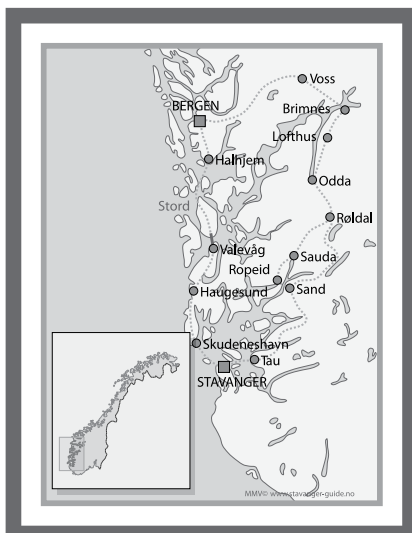 Voss
BERGEN
Brimnes
Lofthus
Halhjem
Odda
Stord
Røldal
Valevåg
Sauda
Ropeid
Haugesund
Sand
Skudeneshavn
Tau
STAVANGER
MMV© www.stavanger-guide.no